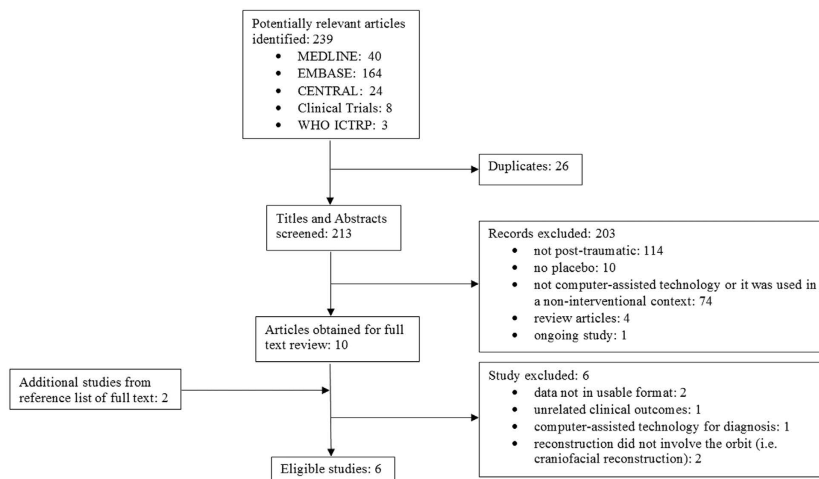 Potentially relevant articles
identified: 239
• MEDLINE: 40
• EMBASE: 164
• CENTRAL: 24
• Clinical Trials: 8
• WHO ICTRP: 3
Duplicates: 26
Titles and Abstracts
screened: 213
Records excluded: 203
• not post-traumatic: 114
• no placebo: 10
• not computer-assisted technology or it was used in
a non-interventional context: 74
• review articles: 4
• ongoing study: 1
Articles obtained for full
text review: 10
Additional studies from
reference list of full text: 2
Study excluded: 6
• data not in usable format: 2
• unrelated clinical outcomes: 1
• computer-assisted technology for diagnosis: 1
• reconstruction did not involve the orbit (i.e.
craniofacial reconstruction): 2
Eligible studies: 6